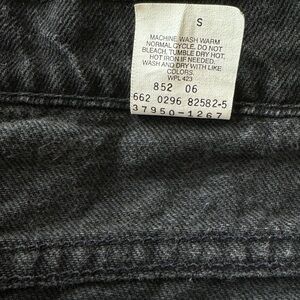 S
MACHINE WASH WARM
NORMAL CYCLE. DO NOT
BLEACH. TUMBLE DRY HOT.
HOT IRON IF NEEDED.
WASH AND DRY WITH LIKE
COLORS.
WPL 423
852 06
662 0296 82582-5
37950-1267